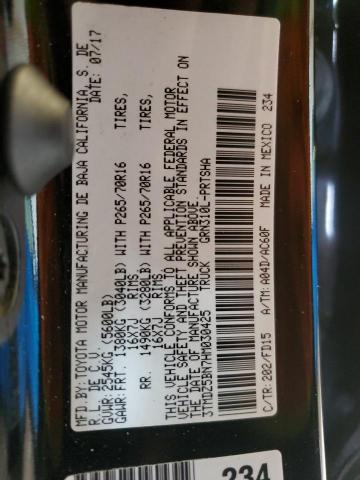 MFD BY: TOYOTA MOTOR MANUFACTURING DE BAJA CALIFORNIA, S. DE
R.L. DE C.V. DATE: 07/17
GVWR: 2545KG (5600LB)
GAWR: FRT. 1380KG (3040LB) WITH P265/70R16 TIRES,
16X7J RIMS,
RR. 1490KG (3280LB) WITH P265/70R16 TIRES,
16X7J RIMS,
THIS VEHICLE CONFORMS TO ALL APPLICABLE FEDERAL MOTOR
VEHICLE SAFETY AND THEFT PREVENTION STANDARDS IN EFFECT ON
THE DATE OF MANUFACTURE SHOWN ABOVE.
3TMDZ5BN7HM030425 TRUCK GRN310L-PRTSHA
C/TR: 202/FD15 A/TM: A04D/AC60F MADE IN MEXICO 234
234